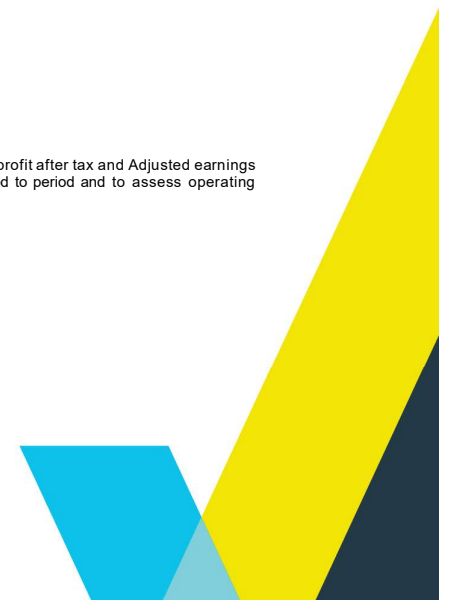 profit after tax and Adjusted earnings
d to period and to assess operating